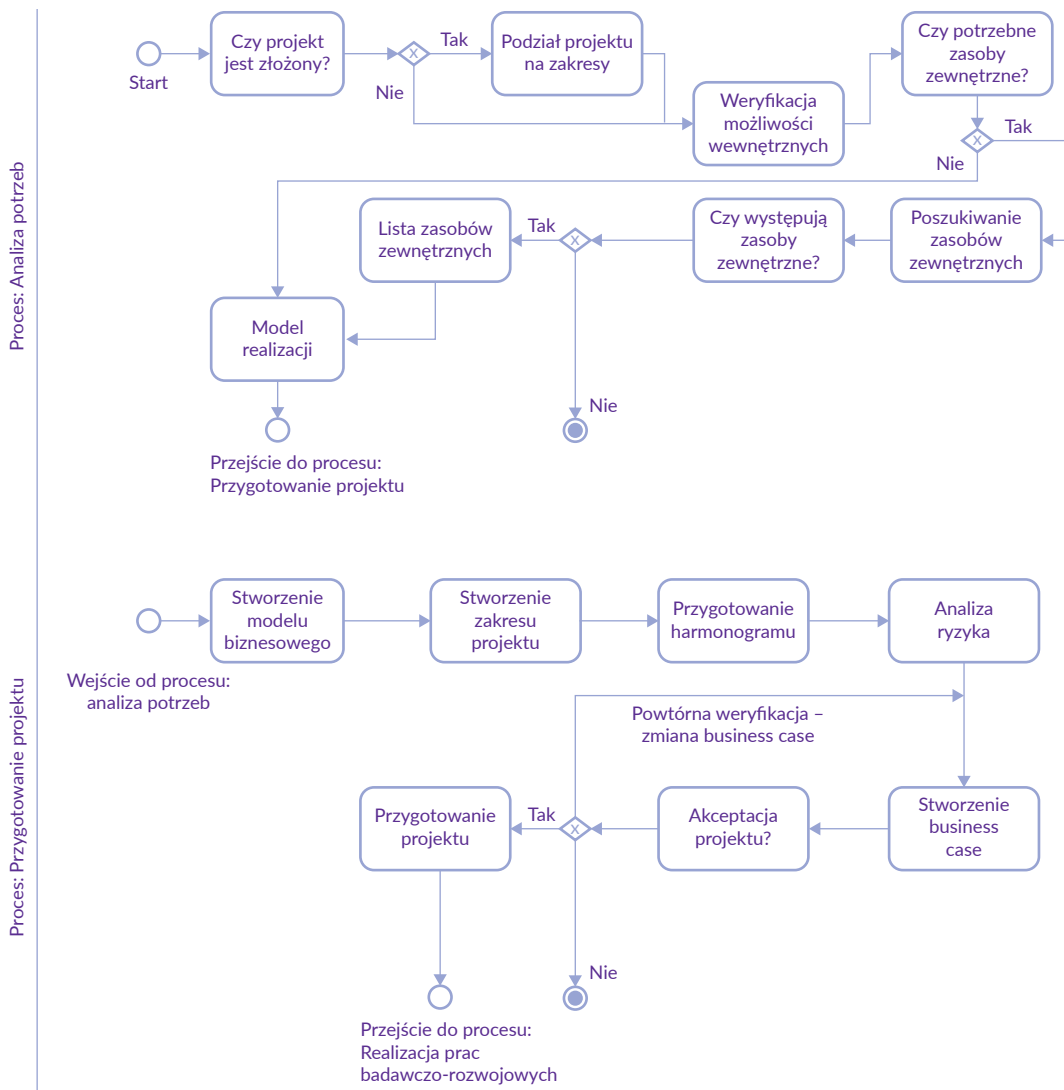 Proces: Analiza potrzeb
Start
Czy projekt
jest złożony?
X
Tak
Nie
Podział projektu
na zakresy
Weryfikacja
możliwości
wewnętrznych
Czy potrzebne
zasoby
zewnętrzne?
X
Tak
Nie
Poszukiwanie
zasobów
zewnętrznych
Czy występują
zasoby
zewnętrzne?
X
Tak
Nie
Lista zasobów
zewnętrznych
Model
realizacji
Przejście do procesu:
Przygotowanie projektu
Proces: Przygotowanie projektu
Wejście od procesu:
analiza potrzeb
Stworzenie
modelu
biznesowego
Stworzenie
zakresu
projektu
Przygotowanie
harmonogramu
Analiza
ryzyka
Powtórna weryfikacja –
zmiana business case
Stworzenie
business
case
Akceptacja
projektu?
X
Tak
Nie
Przygotowanie
projektu
Przejście do procesu:
Realizacja prac
badawczo-rozwojowych